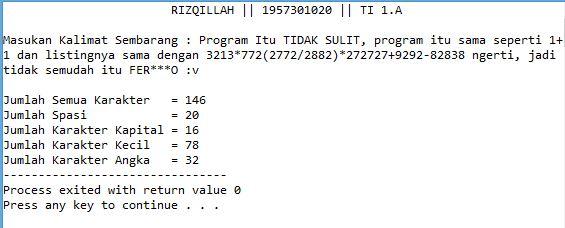 RIZQILLAH || 1957301020 || TI 1.A
Masukan Kalimat Sembarang : Program Itu TIDAK SULIT, program itu sama seperti 1+
1 dan listingnya sama dengan 3213*772(2772/2882)*272727+9292-82838 ngerti, jadi
tidak semudah itu FER***O :v
Jumlah Semua Karakter   = 146
Jumlah Spasi            = 20
Jumlah Karakter Kapital = 16
Jumlah Karakter Kecil   = 78
Jumlah Karakter Angka   = 32
--------------------------------
Process exited with return value 0
Press any key to continue . . .